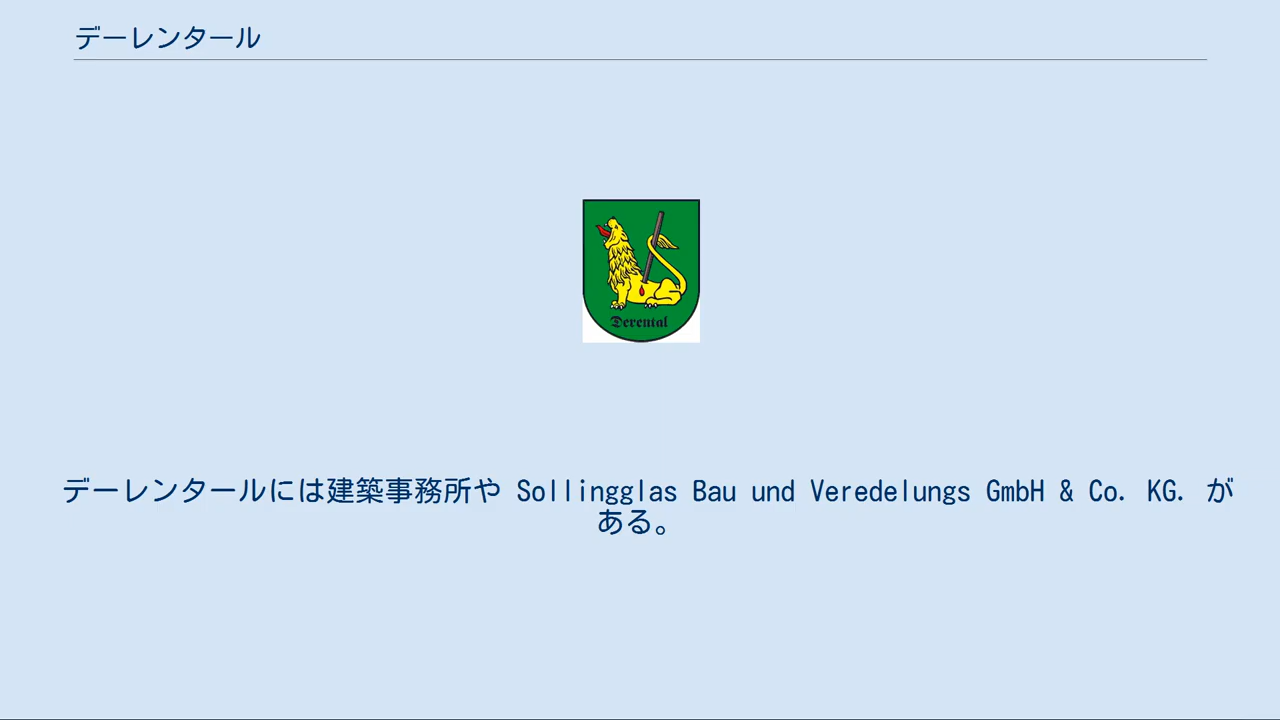 デーレンタール
Derental
デーレンタールには建築事務所や Sollingglas Bau und Veredelungs GmbH & Co. KG. が
ある。